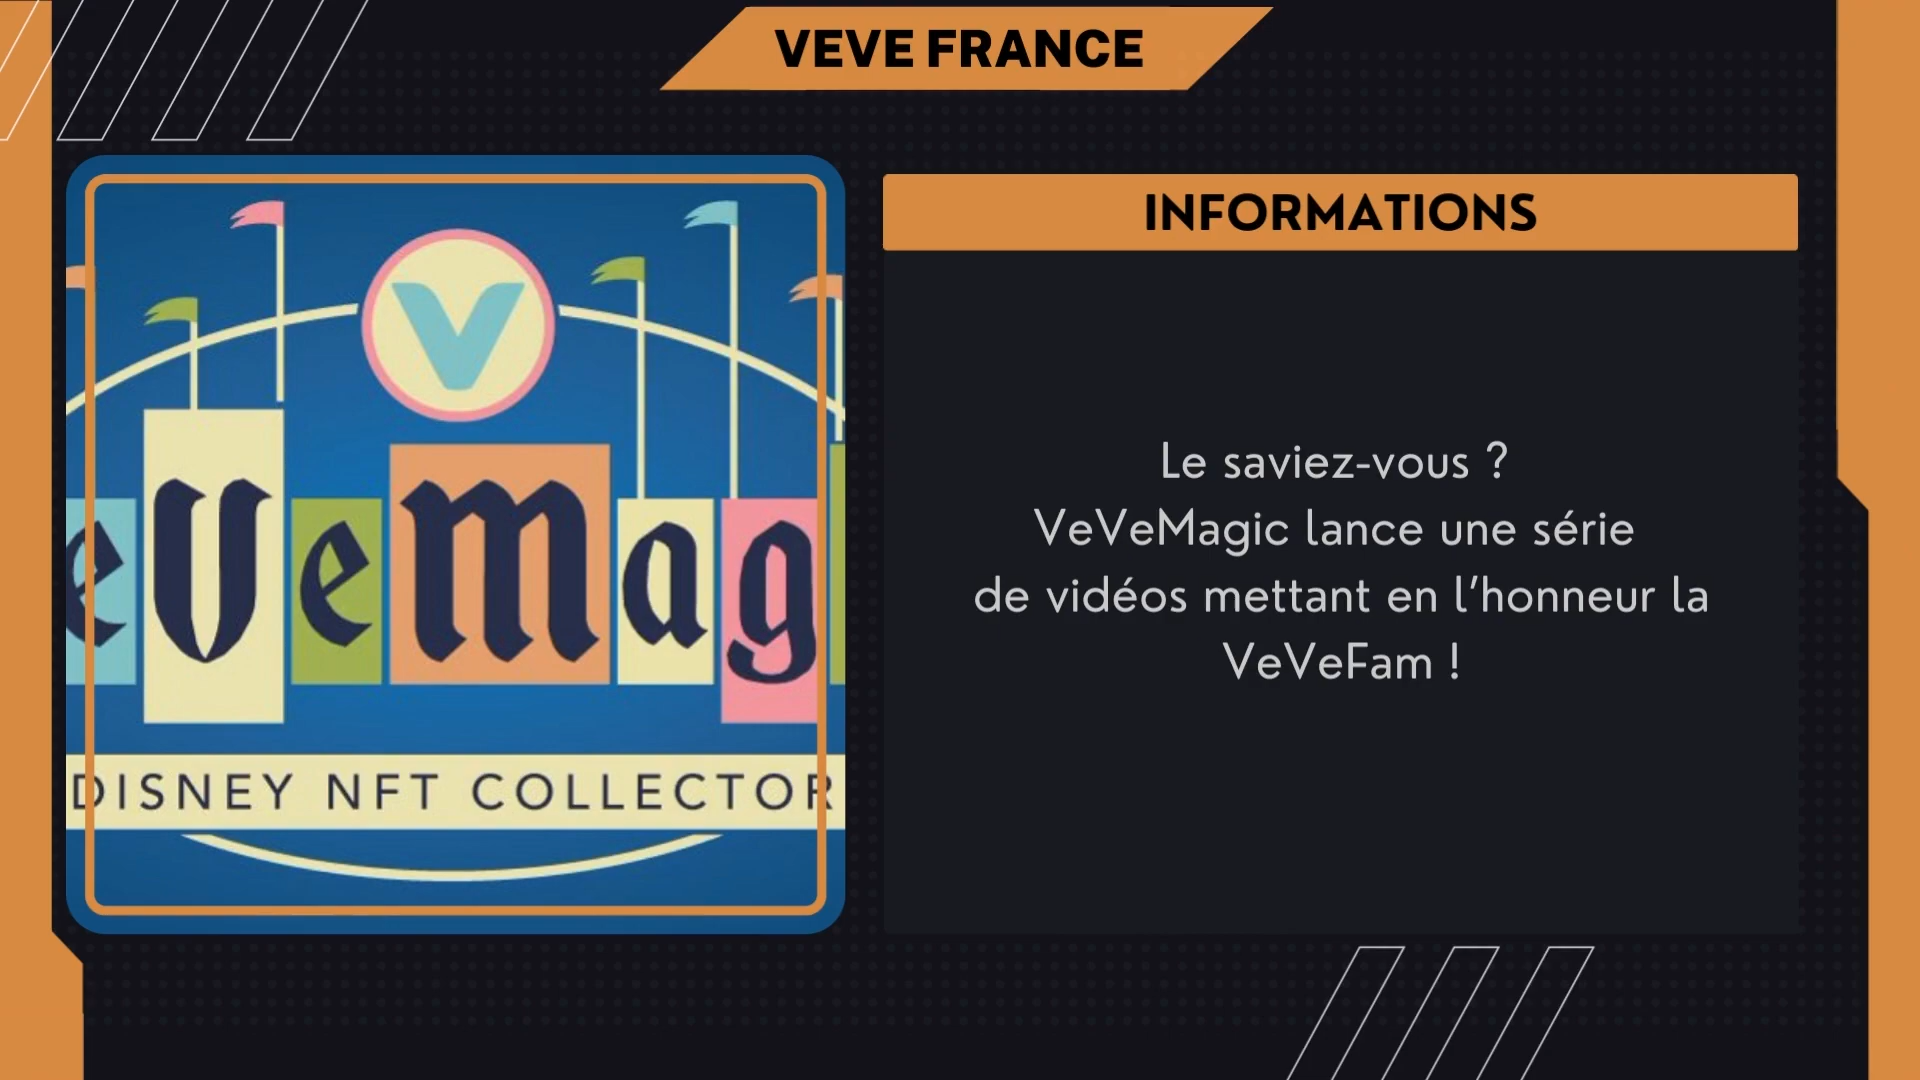 VEVE FRANCE
V
eVeMag
DISNEY NFT COLLECTOR
INFORMATIONS
Le saviez-vous ?
VeVeMagic lance une série
de vidéos mettant en l’honneur la
VeVeFam !